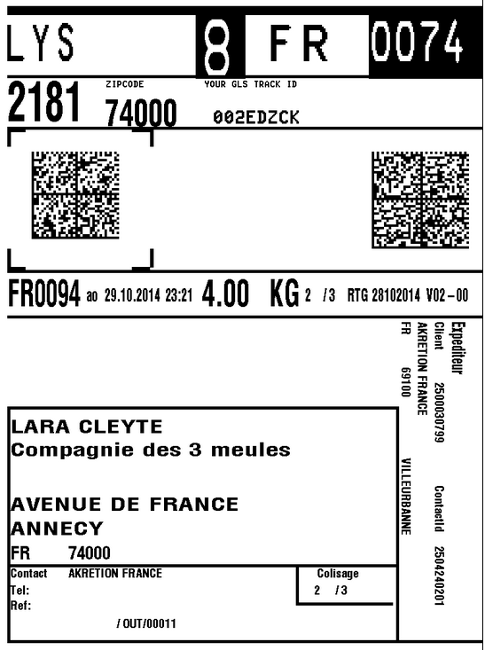 LYS 8 FR 0074
ZIPCODE YOUR GLS TRACK ID
2181 74000 002EDZCK
FR0094 ao 29.10.2014 23:21 4.00 KG 2 /3 RTG 28102014 V02-00
Expediteur
Client 2500030799 ContactId 2504240201
AKRETION FRANCE
FR 69100 VILLEURBANNE
LARA CLEYTE
Compagnie des 3 meules
AVENUE DE FRANCE
ANNECY
FR 74000
Contact AKRETION FRANCE Colisage
Tel: 2 /3
Ref:
/OUT/00011